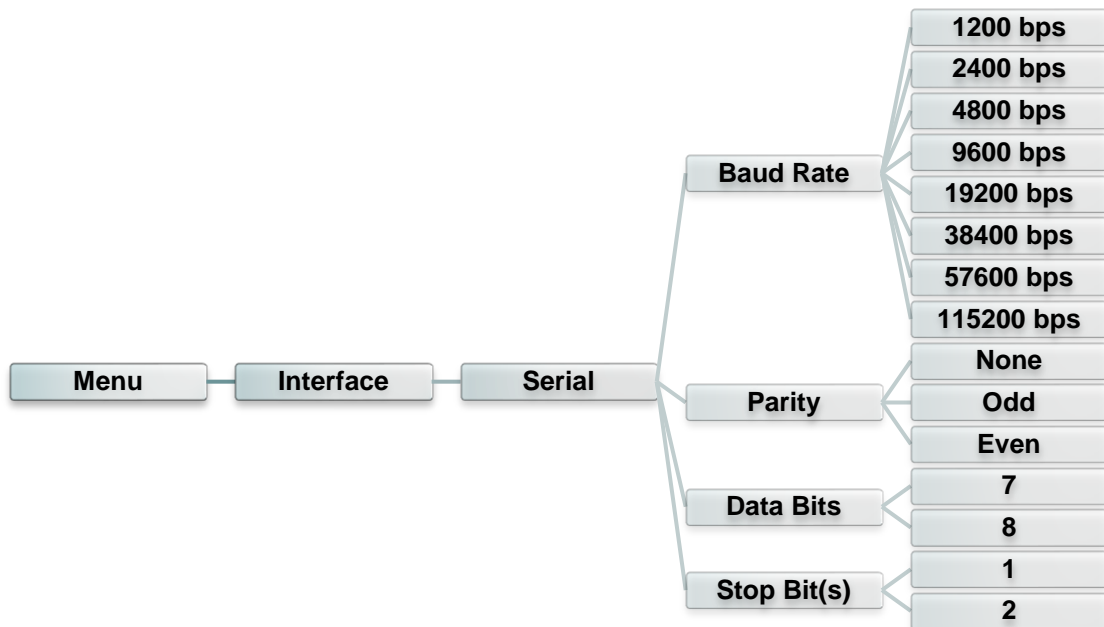 Menu
Interface
Serial
Baud Rate
1200 bps
2400 bps
4800 bps
9600 bps
19200 bps
38400 bps
57600 bps
115200 bps
Parity
None
Odd
Even
Data Bits
7
8
Stop Bit(s)
1
2